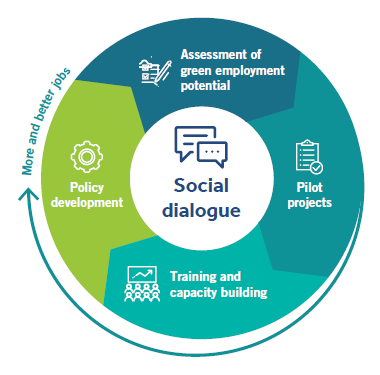 Assessment of
green employment
potential
More and better jobs
Policy
development
Social
dialogue
Pilot
projects
Training and
capacity building